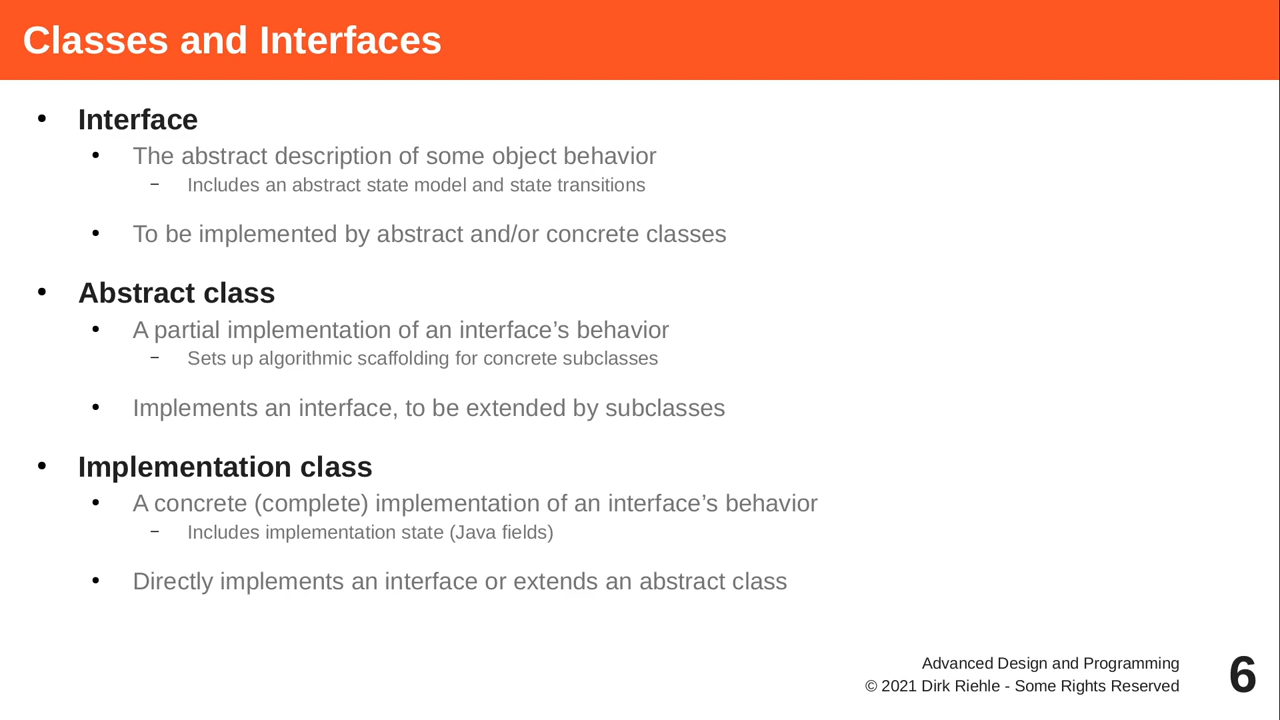 Classes and Interfaces
• Interface
• The abstract description of some object behavior
– Includes an abstract state model and state transitions
• To be implemented by abstract and/or concrete classes
• Abstract class
• A partial implementation of an interface’s behavior
– Sets up algorithmic scaffolding for concrete subclasses
• Implements an interface, to be extended by subclasses
• Implementation class
• A concrete (complete) implementation of an interface’s behavior
– Includes implementation state (Java fields)
• Directly implements an interface or extends an abstract class
Advanced Design and Programming
© 2021 Dirk Riehle - Some Rights Reserved
6